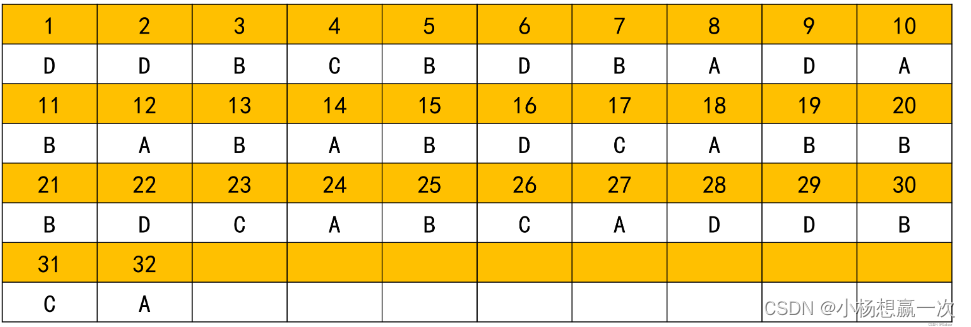 1 2 3 4 5 6 7 8 9 10
D D B C B D B A D A
11 12 13 14 15 16 17 18 19 20
B A B A B D C A B B
21 22 23 24 25 26 27 28 29 30
B D C A B C A D D B
31 32
C A
CSDN @小杨想赢一次